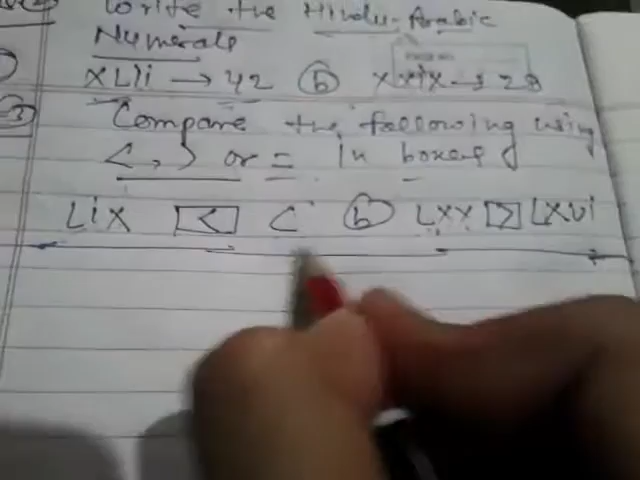 Write the Hindu-Arabic
Numerals
XLii → 42 (b) xxix → 29
(3) Compare the following using
<, > or = in boxes
Lix < C (b) Lxx > LXVi